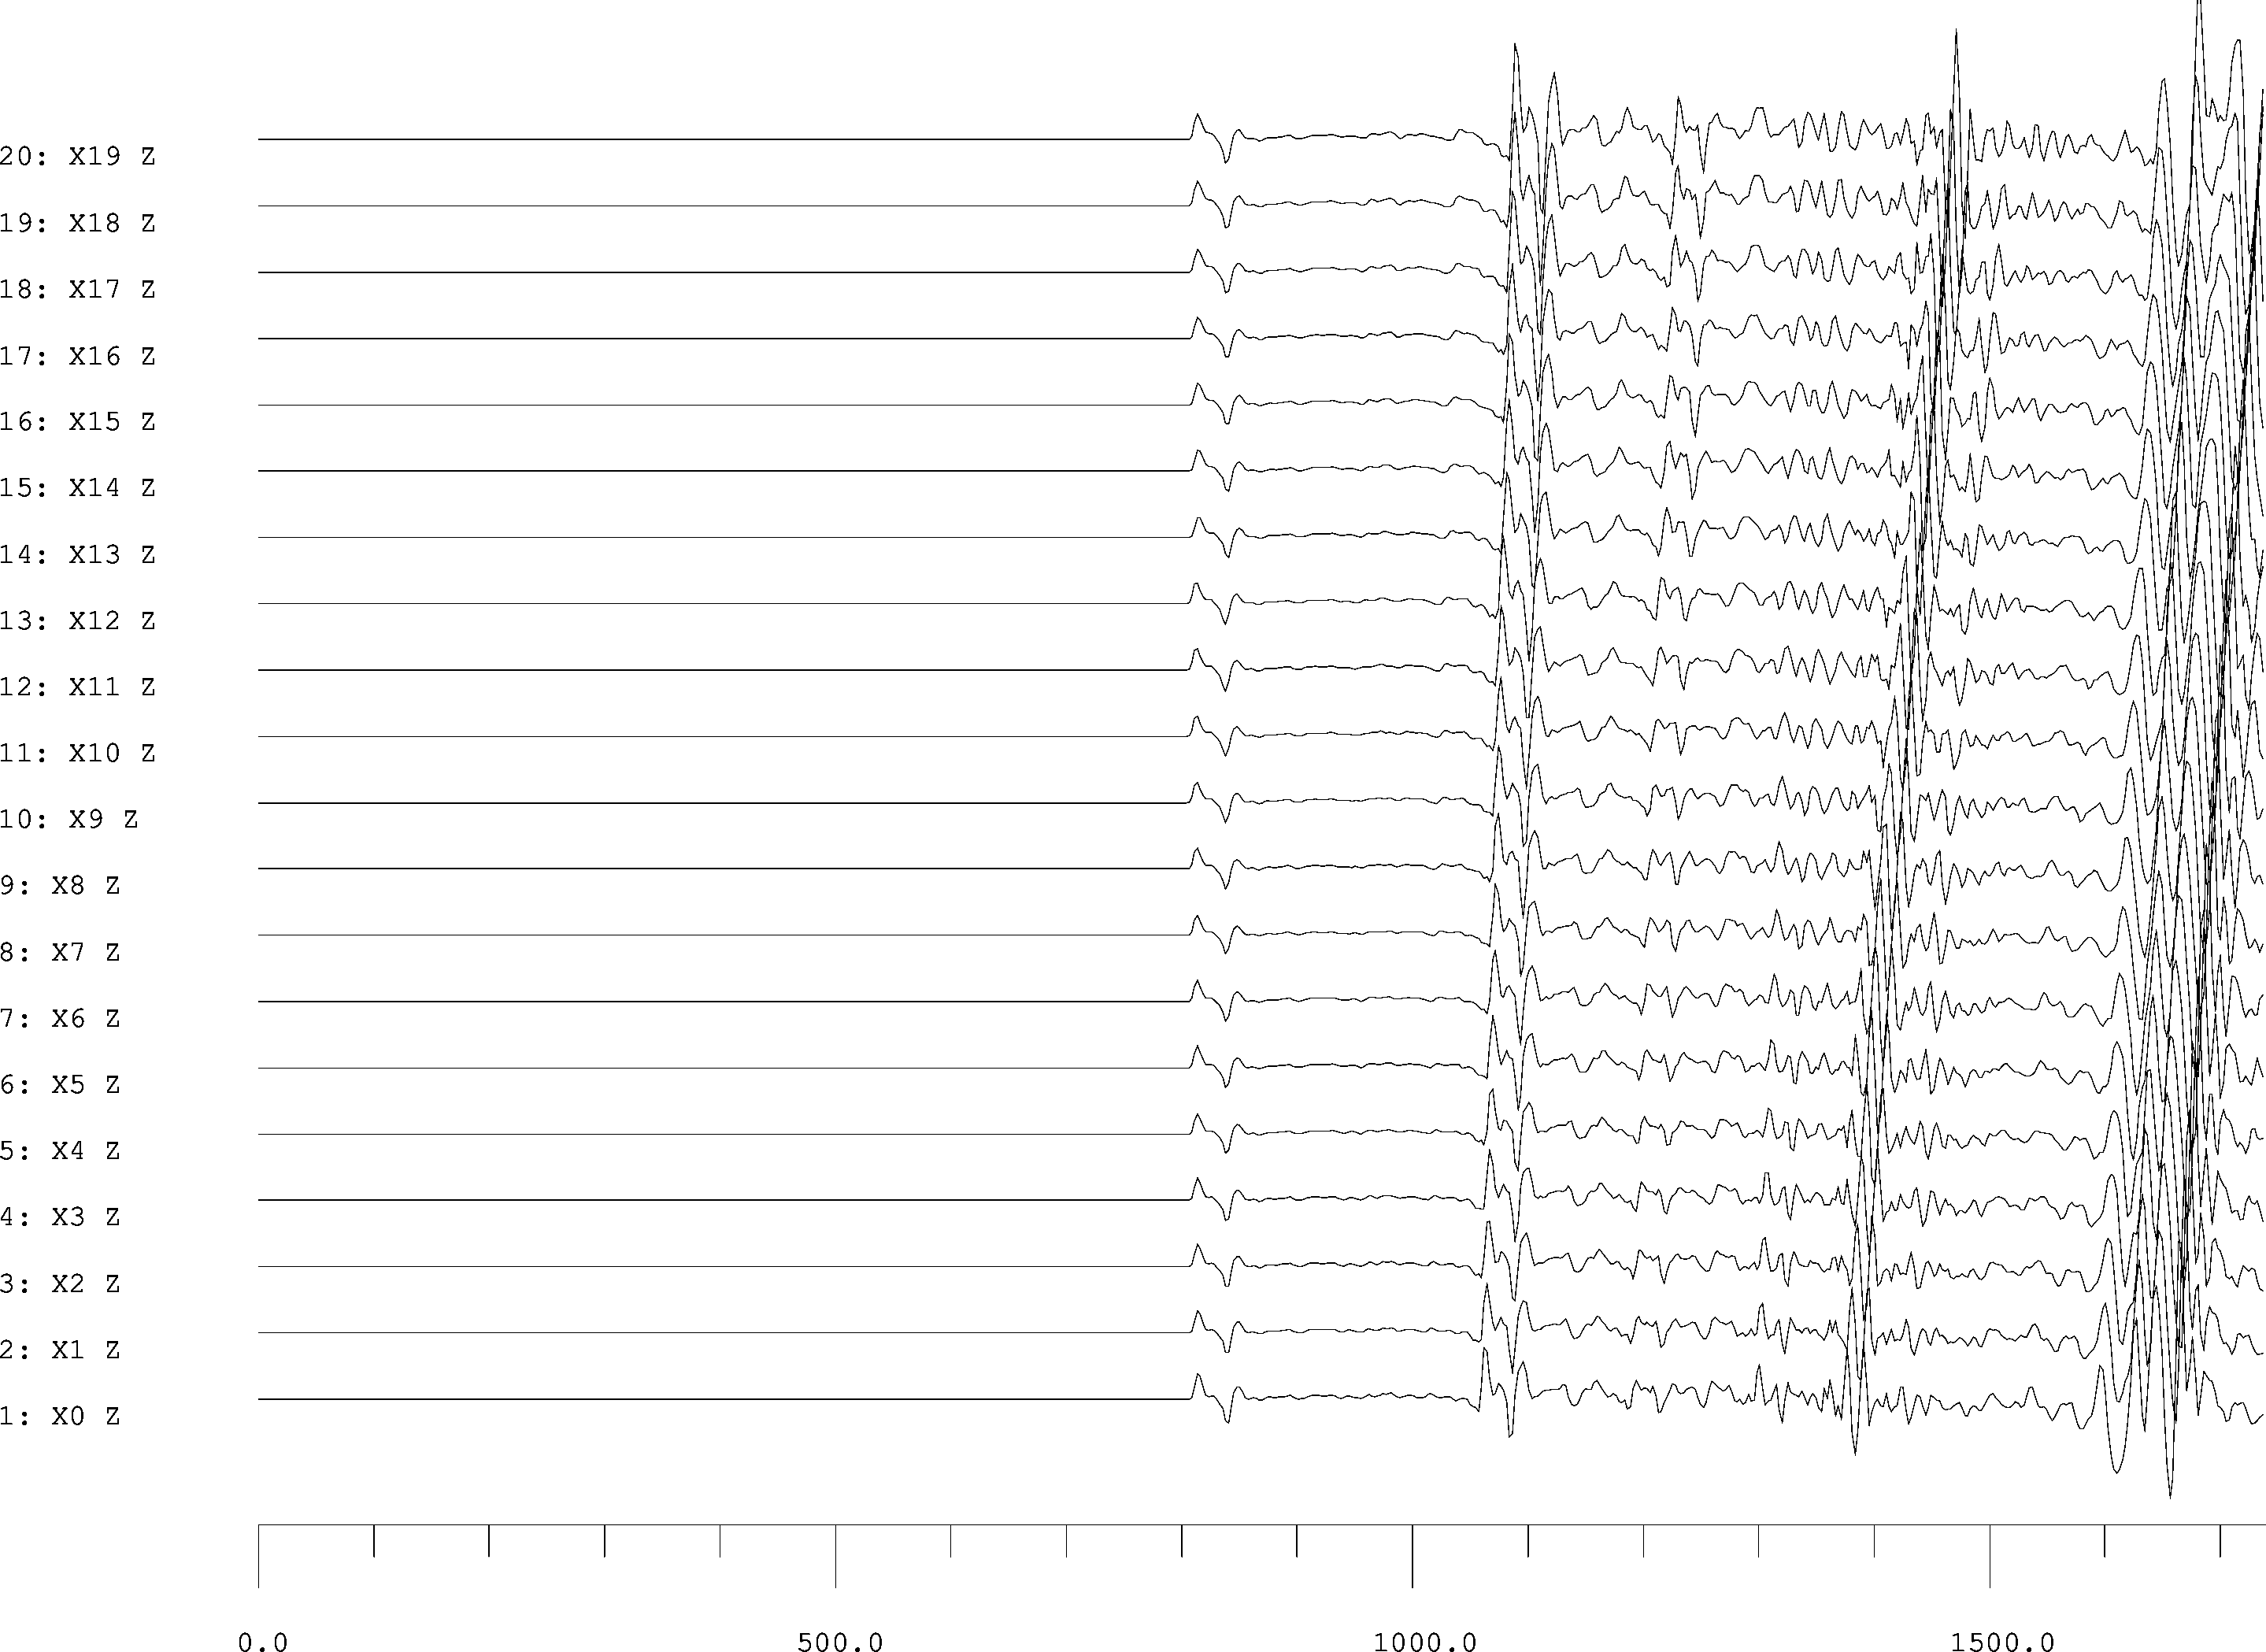 20: X19 Z
19: X18 Z
18: X17 Z
17: X16 Z
16: X15 Z
15: X14 Z
14: X13 Z
13: X12 Z
12: X11 Z
11: X10 Z
10: X9 Z
9: X8 Z
8: X7 Z
7: X6 Z
6: X5 Z
5: X4 Z
4: X3 Z
3: X2 Z
2: X1 Z
1: X0 Z
0.0 500.0 1000.0 1500.0